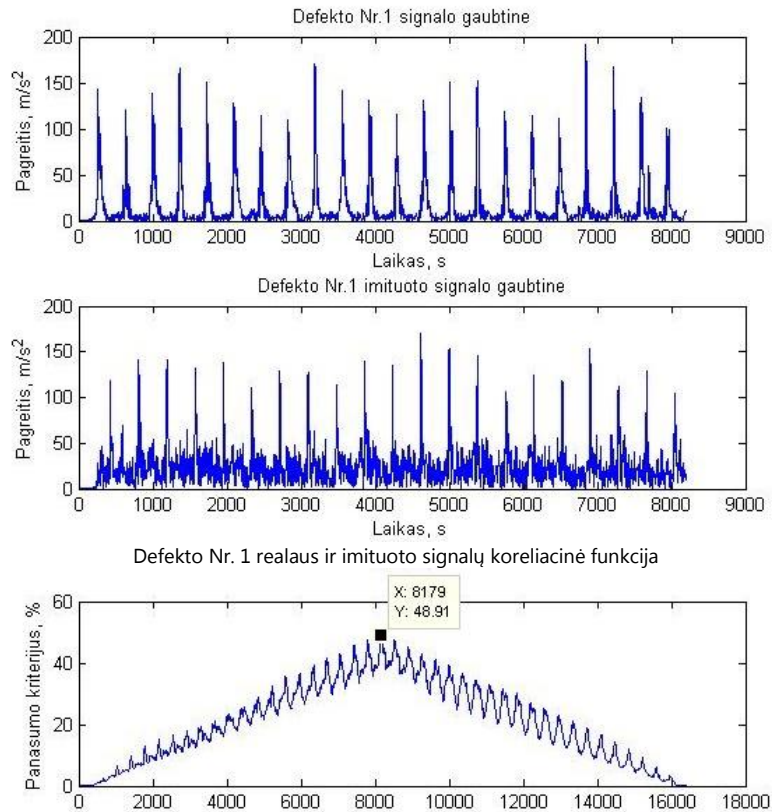 Defekto Nr.1 signalo gaubtine
200
150
100
50
0
Pagreitis, m/s²
0 1000 2000 3000 4000 5000 6000 7000 8000 9000
Laikas, s
Defekto Nr.1 imituoto signalo gaubtine
200
150
100
50
0
Pagreitis, m/s²
0 1000 2000 3000 4000 5000 6000 7000 8000 9000
Laikas, s
Defekto Nr. 1 realaus ir imituoto signalų koreliacinė funkcija
60
40
20
0
Panasumo kriterijus, %
X: 8179
Y: 48.91
0 2000 4000 6000 8000 10000 12000 14000 16000 18000